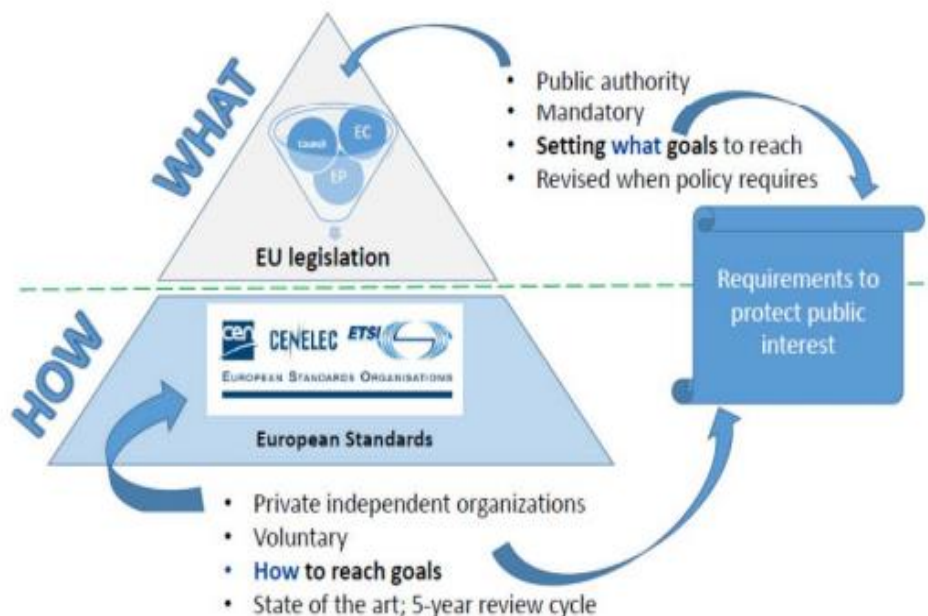 WHAT
Council
EC
EP
EU legislation
• Public authority
• Mandatory
• Setting what goals to reach
• Revised when policy requires
Requirements to
protect public
interest
HOW
cen
CENELEC
ETSI
EUROPEAN STANDARDS ORGANISATIONS
European Standards
• Private independent organizations
• Voluntary
• How to reach goals
• State of the art; 5-year review cycle